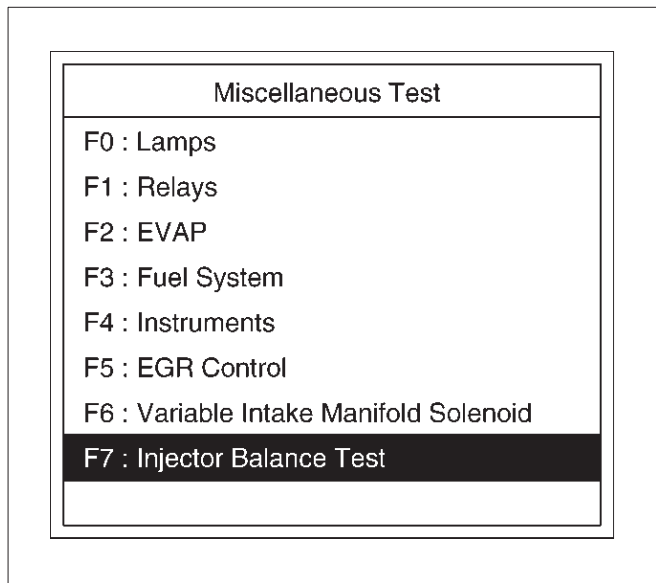 Miscellaneous Test
F0 : Lamps
F1 : Relays
F2 : EVAP
F3 : Fuel System
F4 : Instruments
F5 : EGR Control
F6 : Variable Intake Manifold Solenoid
F7 : Injector Balance Test